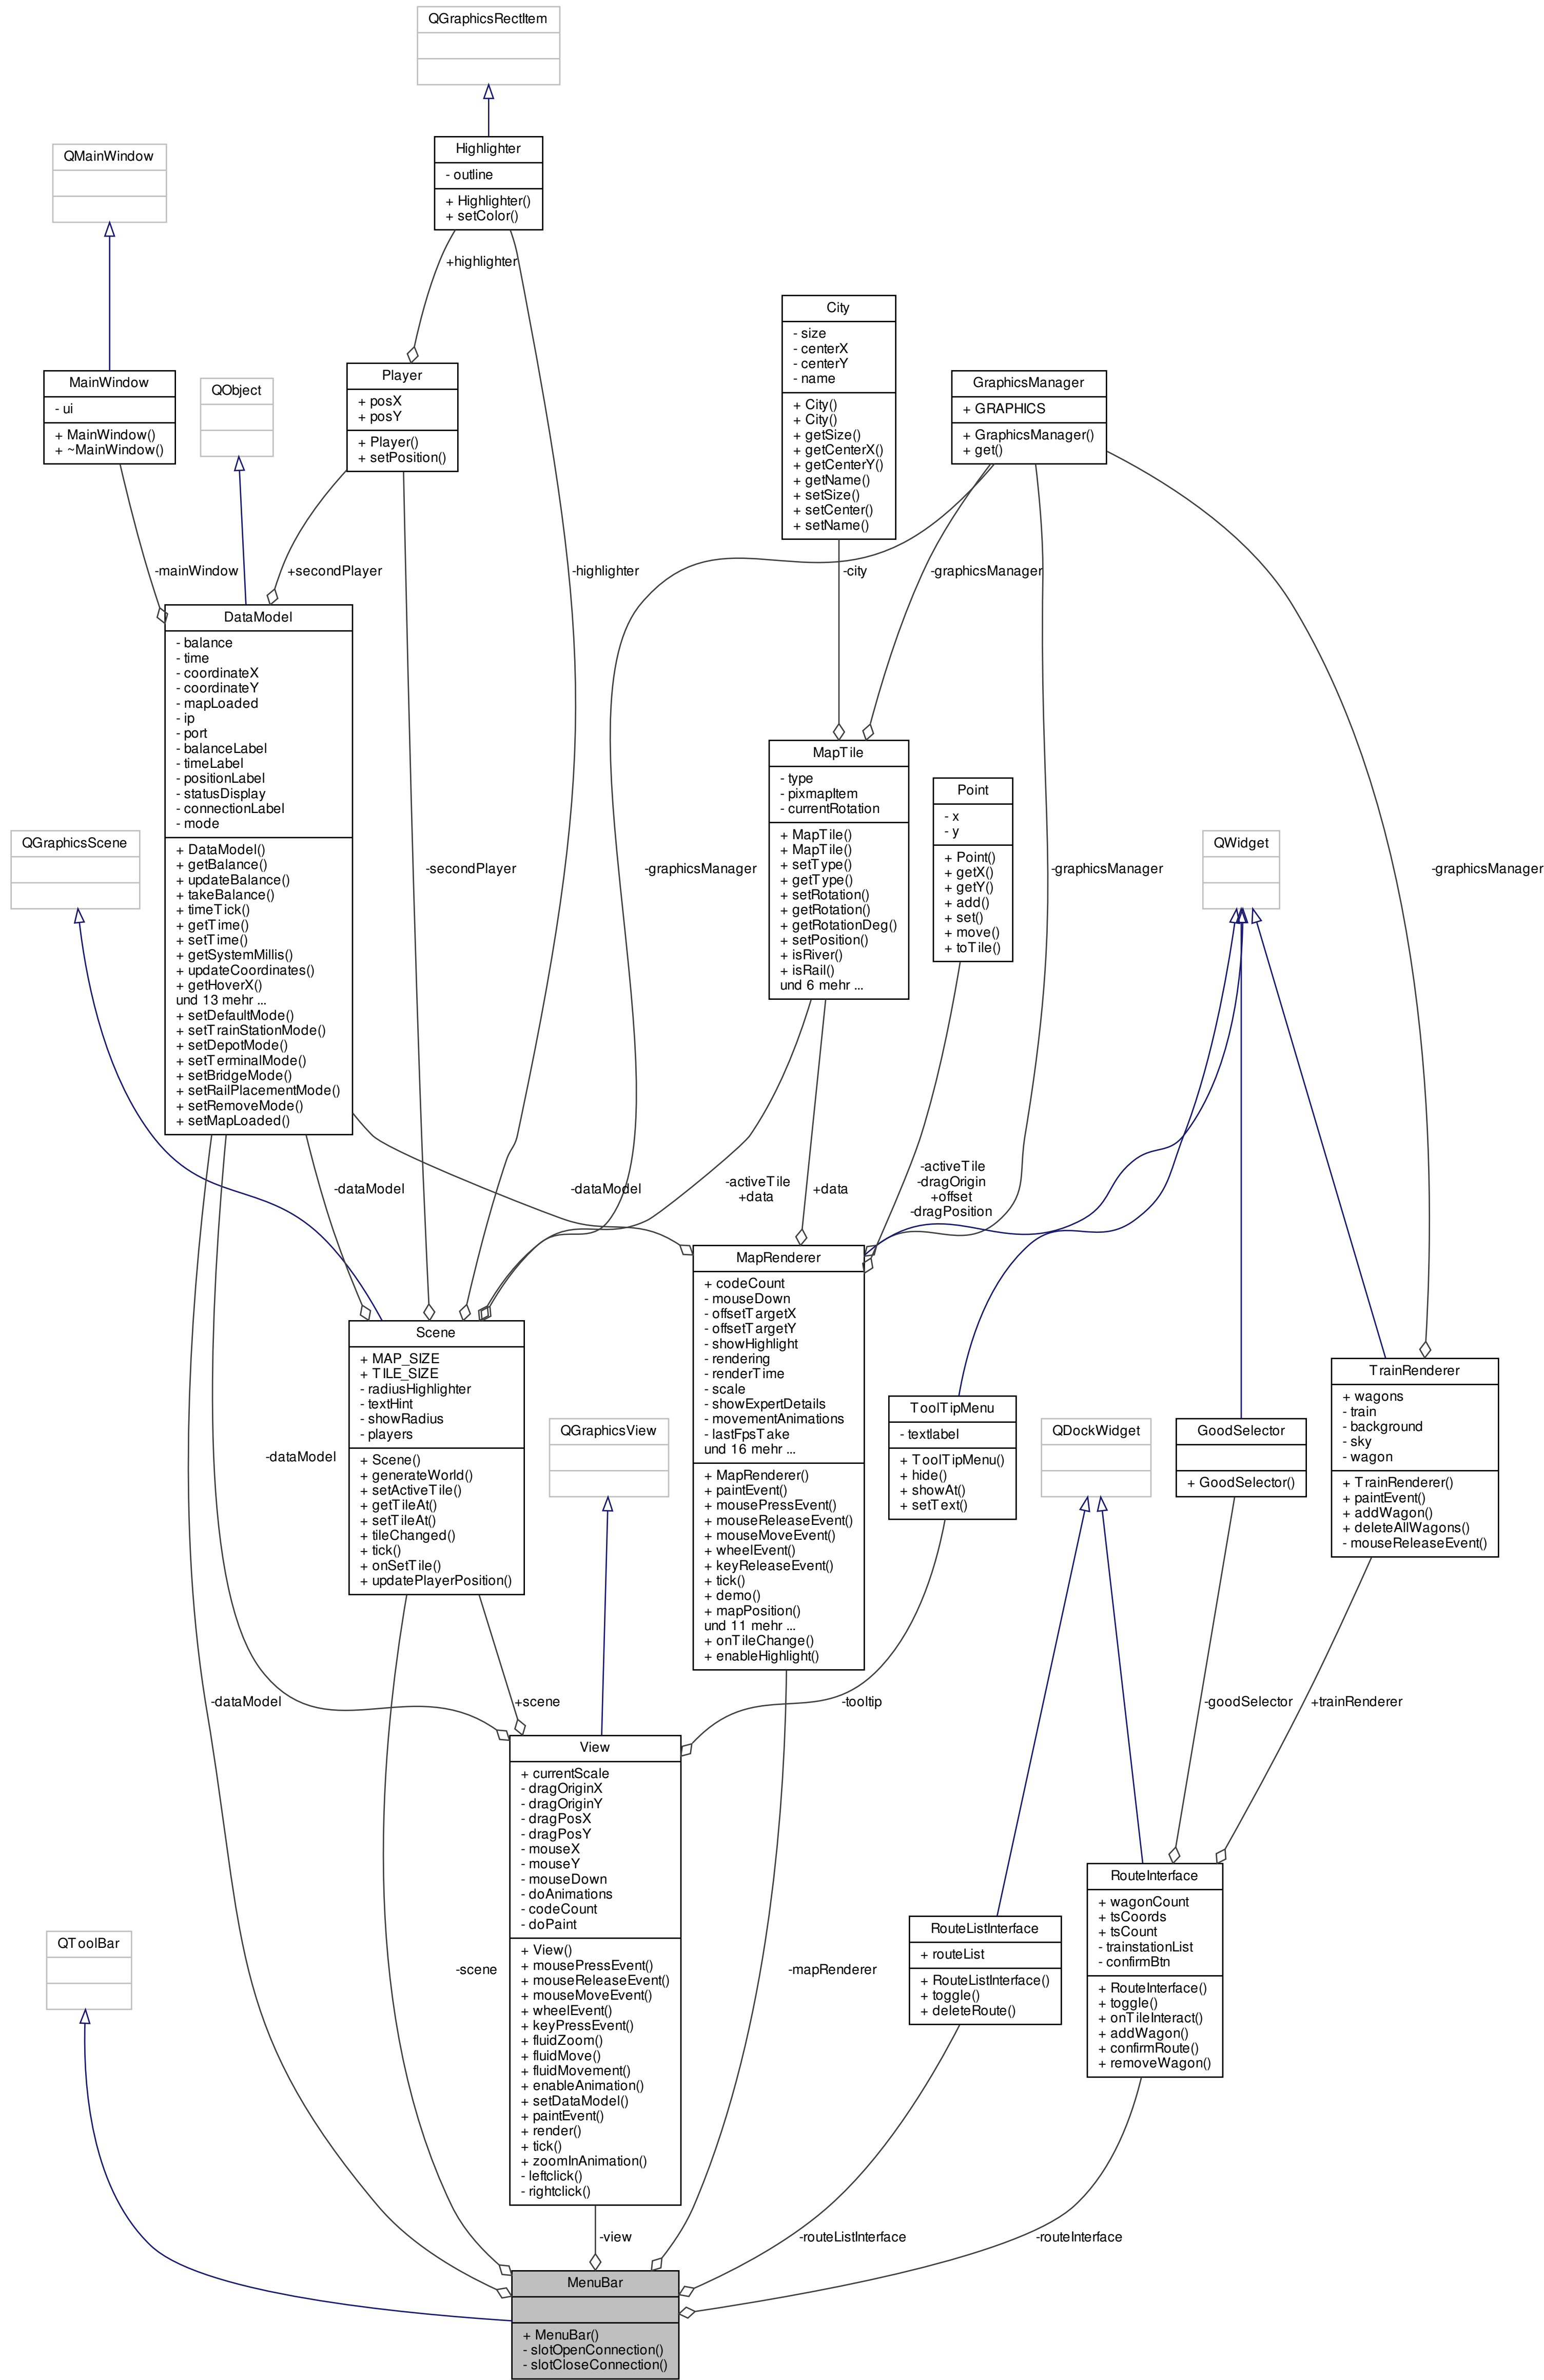 QGraphicsRectItem
Highlighter
- outline
+ Highlighter()
+ setColor()
QMainWindow
+highlighter
City
- size
- centerX
- centerY
- name
+ City()
+ City()
+ getSize()
+ getCenterX()
+ getCenterY()
+ getName()
+ setSize()
+ setCenter()
+ setName()
MainWindow
- ui
+ MainWindow()
+ ~MainWindow()
QObject
Player
+ posX
+ posY
+ Player()
+ setPosition()
GraphicsManager
+ GRAPHICS
+ GraphicsManager()
+ get()
-mainWindow
+secondPlayer
-highlighter
-city
-graphicsManager
DataModel
- balance
- time
- coordinateX
- coordinateY
- mapLoaded
- ip
- port
- balanceLabel
- timeLabel
- positionLabel
- statusDisplay
- connectionLabel
- mode
+ DataModel()
+ getBalance()
+ updateBalance()
+ takeBalance()
+ timeTick()
+ getTime()
+ setTime()
+ getSystemMillis()
+ updateCoordinates()
+ getHoverX()
und 13 mehr ...
+ setDefaultMode()
+ setTrainStationMode()
+ setDepotMode()
+ setTerminalMode()
+ setBridgeMode()
+ setRailPlacementMode()
+ setRemoveMode()
+ setMapLoaded()
MapTile
- type
- pixmapItem
- currentRotation
+ MapTile()
+ MapTile()
+ setType()
+ getType()
+ setRotation()
+ getRotation()
+ getRotationDeg()
+ setPosition()
+ isRiver()
+ isRail()
und 6 mehr ...
Point
- x
- y
+ Point()
+ getX()
+ getY()
+ add()
+ set()
+ move()
+ toTile()
QGraphicsScene
QWidget
-secondPlayer
-graphicsManager
-graphicsManager
-graphicsManager
-dataModel
-dataModel
-activeTile
+data
+data
-activeTile
-dragOrigin
+offset
-dragPosition
MapRenderer
+ codeCount
- mouseDown
- offsetTargetX
- offsetTargetY
- showHighlight
- rendering
- renderTime
- scale
- showExpertDetails
- movementAnimations
- lastFpsTake
und 16 mehr ...
+ MapRenderer()
+ paintEvent()
+ mousePressEvent()
+ mouseReleaseEvent()
+ mouseMoveEvent()
+ wheelEvent()
+ keyReleaseEvent()
+ tick()
+ demo()
+ mapPosition()
und 11 mehr ...
+ onTileChange()
+ enableHighlight()
Scene
+ MAP_SIZE
+ TILE_SIZE
- radiusHighlighter
- textHint
- showRadius
- players
+ Scene()
+ generateWorld()
+ setActiveTile()
+ getTileAt()
+ setTileAt()
+ tileChanged()
+ tick()
+ onSetTile()
+ updatePlayerPosition()
TrainRenderer
+ wagons
- train
- background
- sky
- wagon
+ TrainRenderer()
+ paintEvent()
+ addWagon()
+ deleteAllWagons()
- mouseReleaseEvent()
ToolTipMenu
- textlabel
+ ToolTipMenu()
+ hide()
+ showAt()
+ setText()
QGraphicsView
QDockWidget
GoodSelector
+ GoodSelector()
-dataModel
-dataModel
+scene
-tooltip
-goodSelector
+trainRenderer
View
+ currentScale
- dragOriginX
- dragOriginY
- dragPosX
- dragPosY
- mouseX
- mouseY
- mouseDown
- doAnimations
- codeCount
- doPaint
+ View()
+ mousePressEvent()
+ mouseReleaseEvent()
+ mouseMoveEvent()
+ wheelEvent()
+ keyPressEvent()
+ fluidZoom()
+ fluidMove()
+ fluidMovement()
+ enableAnimation()
+ setDataModel()
+ paintEvent()
+ render()
+ tick()
+ zoomInAnimation()
- leftclick()
- rightclick()
RouteInterface
+ wagonCount
+ tsCoords
+ tsCount
- trainstationList
- confirmBtn
+ RouteInterface()
+ toggle()
+ onTileInteract()
+ addWagon()
+ confirmRoute()
+ removeWagon()
RouteListInterface
+ routeList
+ RouteListInterface()
+ toggle()
+ deleteRoute()
QToolBar
-scene
-mapRenderer
-view
-routeListInterface
-routeInterface
MenuBar
+ MenuBar()
- slotOpenConnection()
- slotCloseConnection()